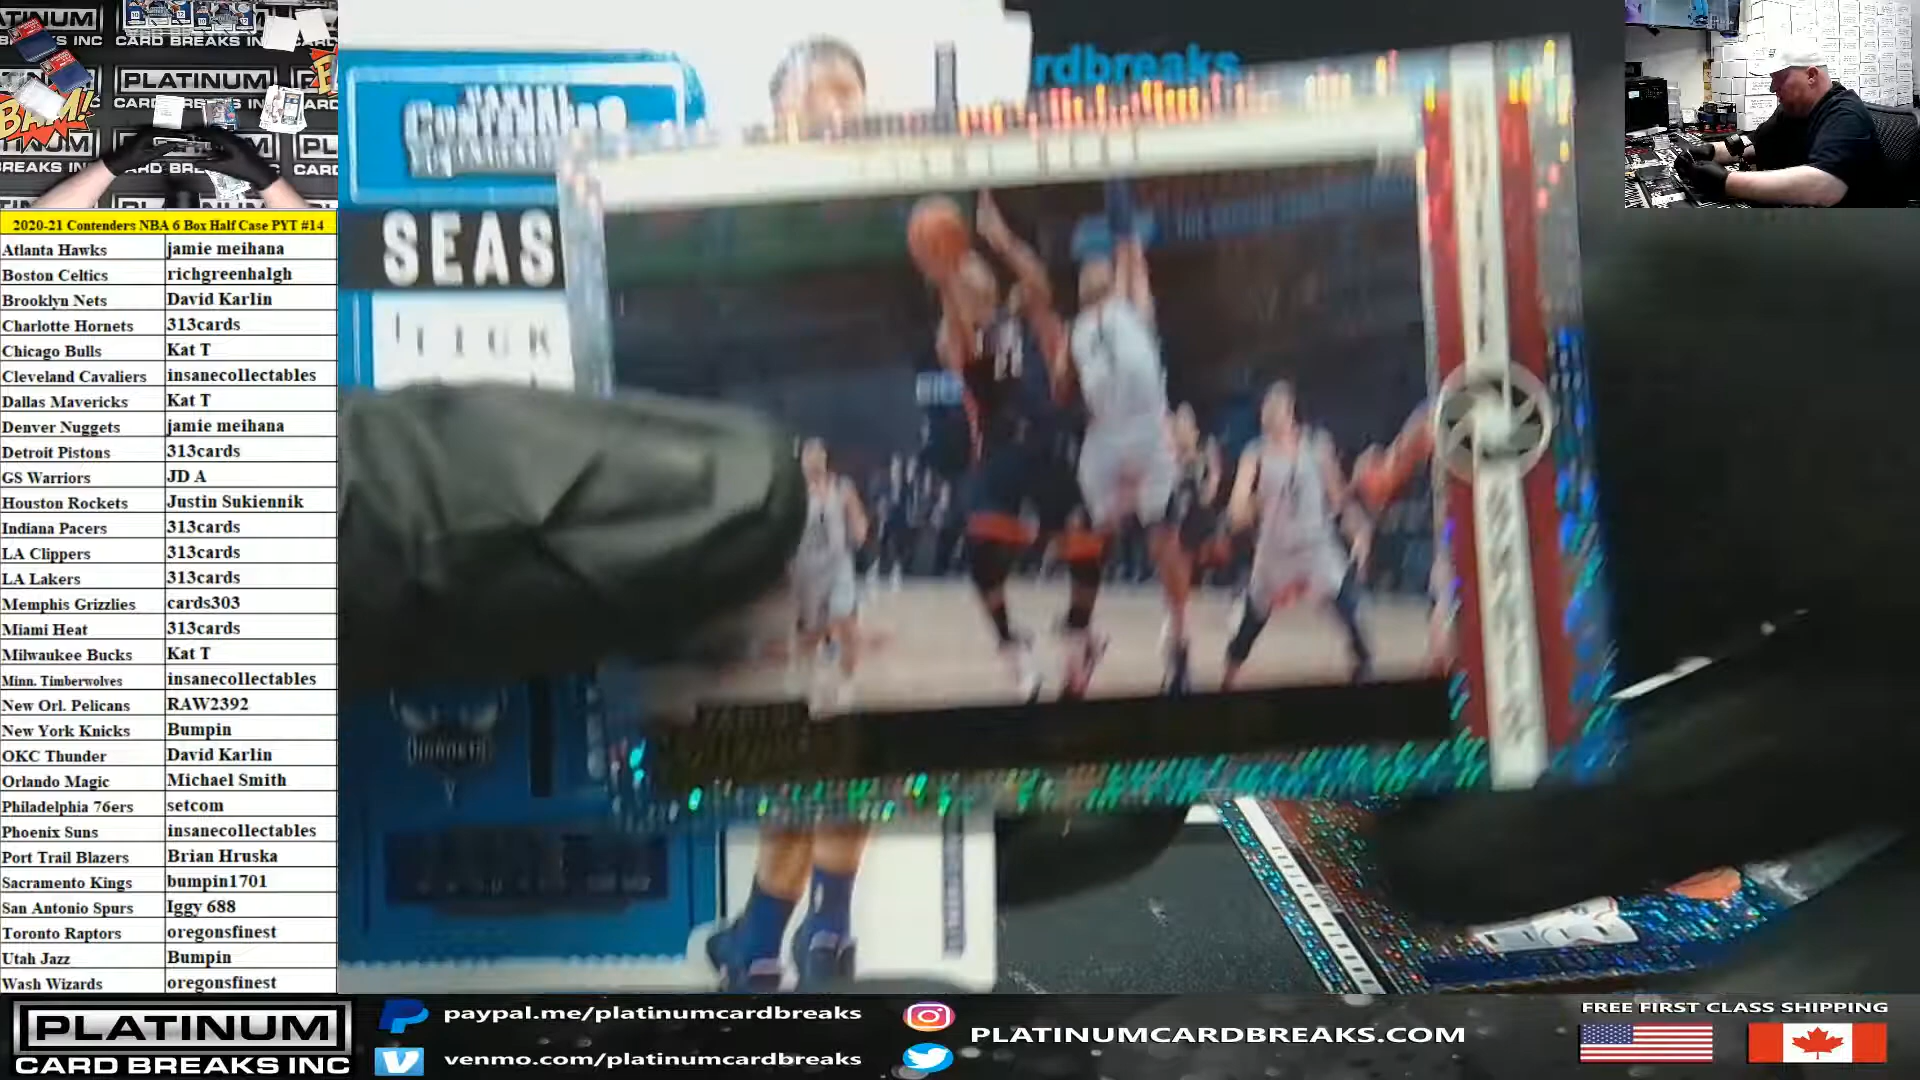 PLATINUM
CARD BREAKS INC
BAM!
2020-21 Contenders NBA 6 Box Half Case PYT #14
Atlanta Hawks jamie meihana
Boston Celtics richgreenhalgh
Brooklyn Nets David Karlin
Charlotte Hornets 313cards
Chicago Bulls Kat T
Cleveland Cavaliers insanecollectables
Dallas Mavericks Kat T
Denver Nuggets jamie meihana
Detroit Pistons 313cards
GS Warriors JD A
Houston Rockets Justin Sukiennik
Indiana Pacers 313cards
LA Clippers 313cards
LA Lakers 313cards
Memphis Grizzlies cards303
Miami Heat 313cards
Milwaukee Bucks Kat T
Minn. Timberwolves insanecollectables
New Orl. Pelicans RAW2392
New York Knicks Bumpin
OKC Thunder David Karlin
Orlando Magic Michael Smith
Philadelphia 76ers setcom
Phoenix Suns insanecollectables
Port Trail Blazers Brian Hruska
Sacramento Kings bumpin1701
San Antonio Spurs Iggy 688
Toronto Raptors oregonsfinest
Utah Jazz Bumpin
Wash Wizards oregonsfinest
rdbreaks
SEAS
HORNETS
PLATINUM
CARD BREAKS INC
paypal.me/platinumcardbreaks
venmo.com/platinumcardbreaks
PLATINUMCARDBREAKS.COM
FREE FIRST CLASS SHIPPING